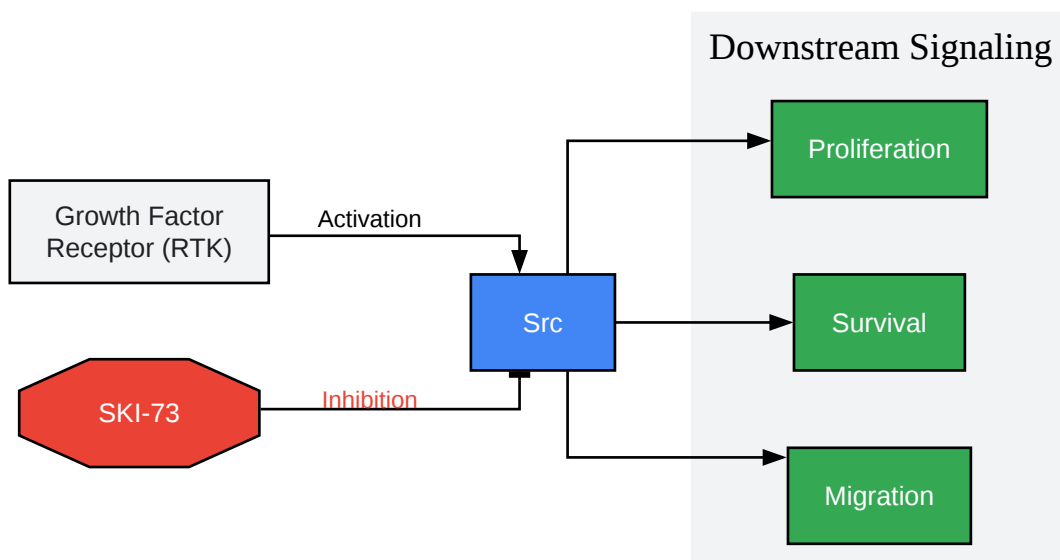 Downstream Signaling
Proliferation
Growth Factor
Receptor (RTK)
Activation
Src
Survival
SKI-73
Inhibition
Migration